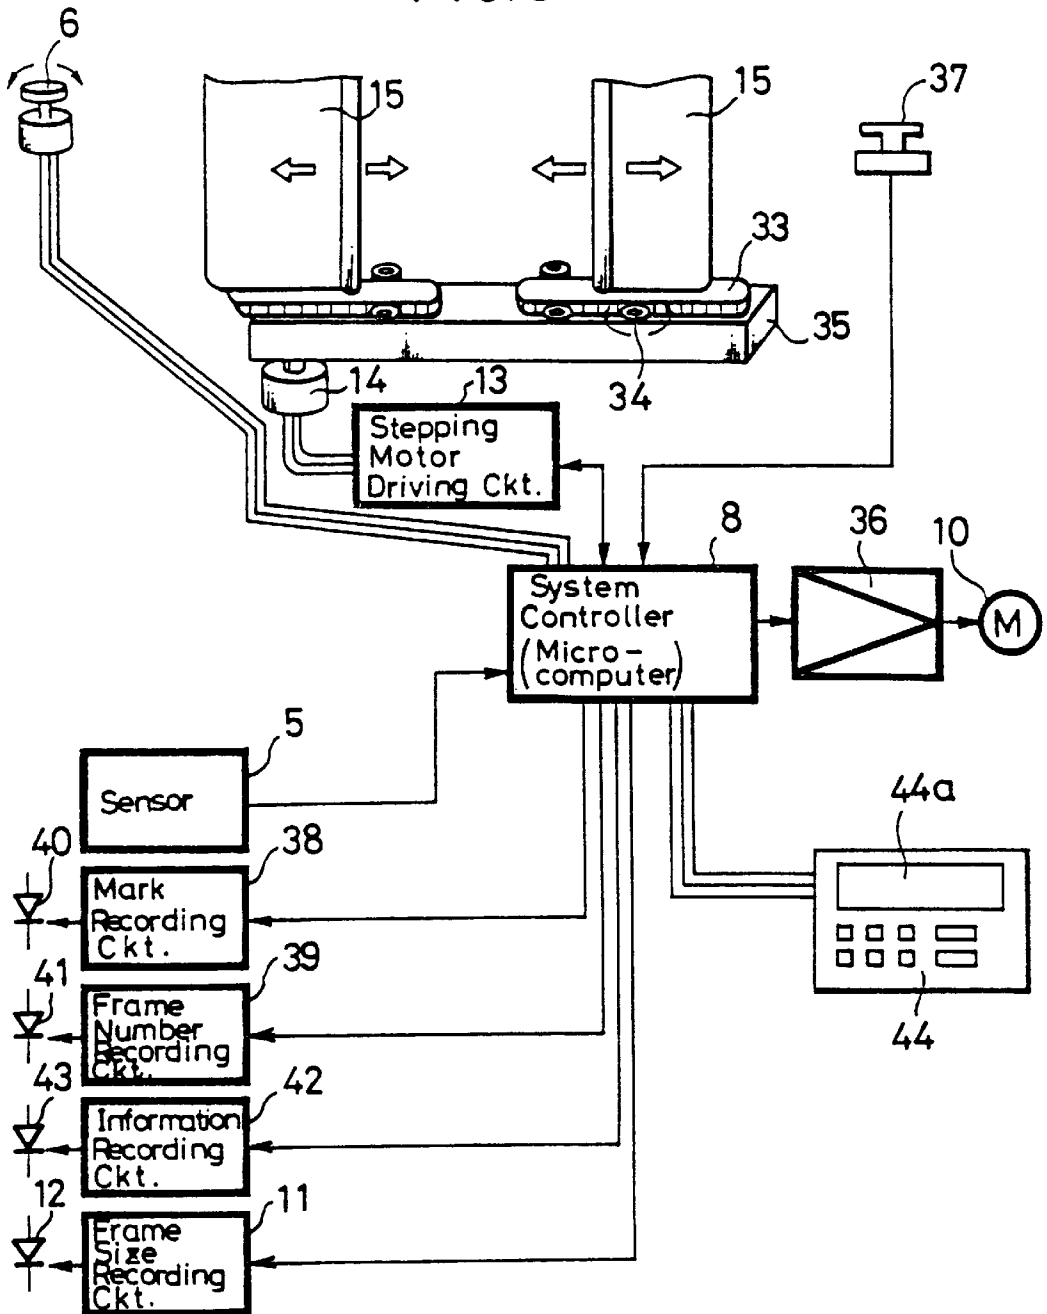 6
15
15
37
33
35
34
14
13
Stepping
Motor
Driving Ckt.
8
36
10
System
Controller
(Micro-
computer)
M
5
Sensor
44a
40
38
Mark
Recording
Ckt.
41
39
Frame
Number
Recording
Ckt.
44
43
42
Information
Recording
Ckt.
12
11
Frame
Size
Recording
Ckt.